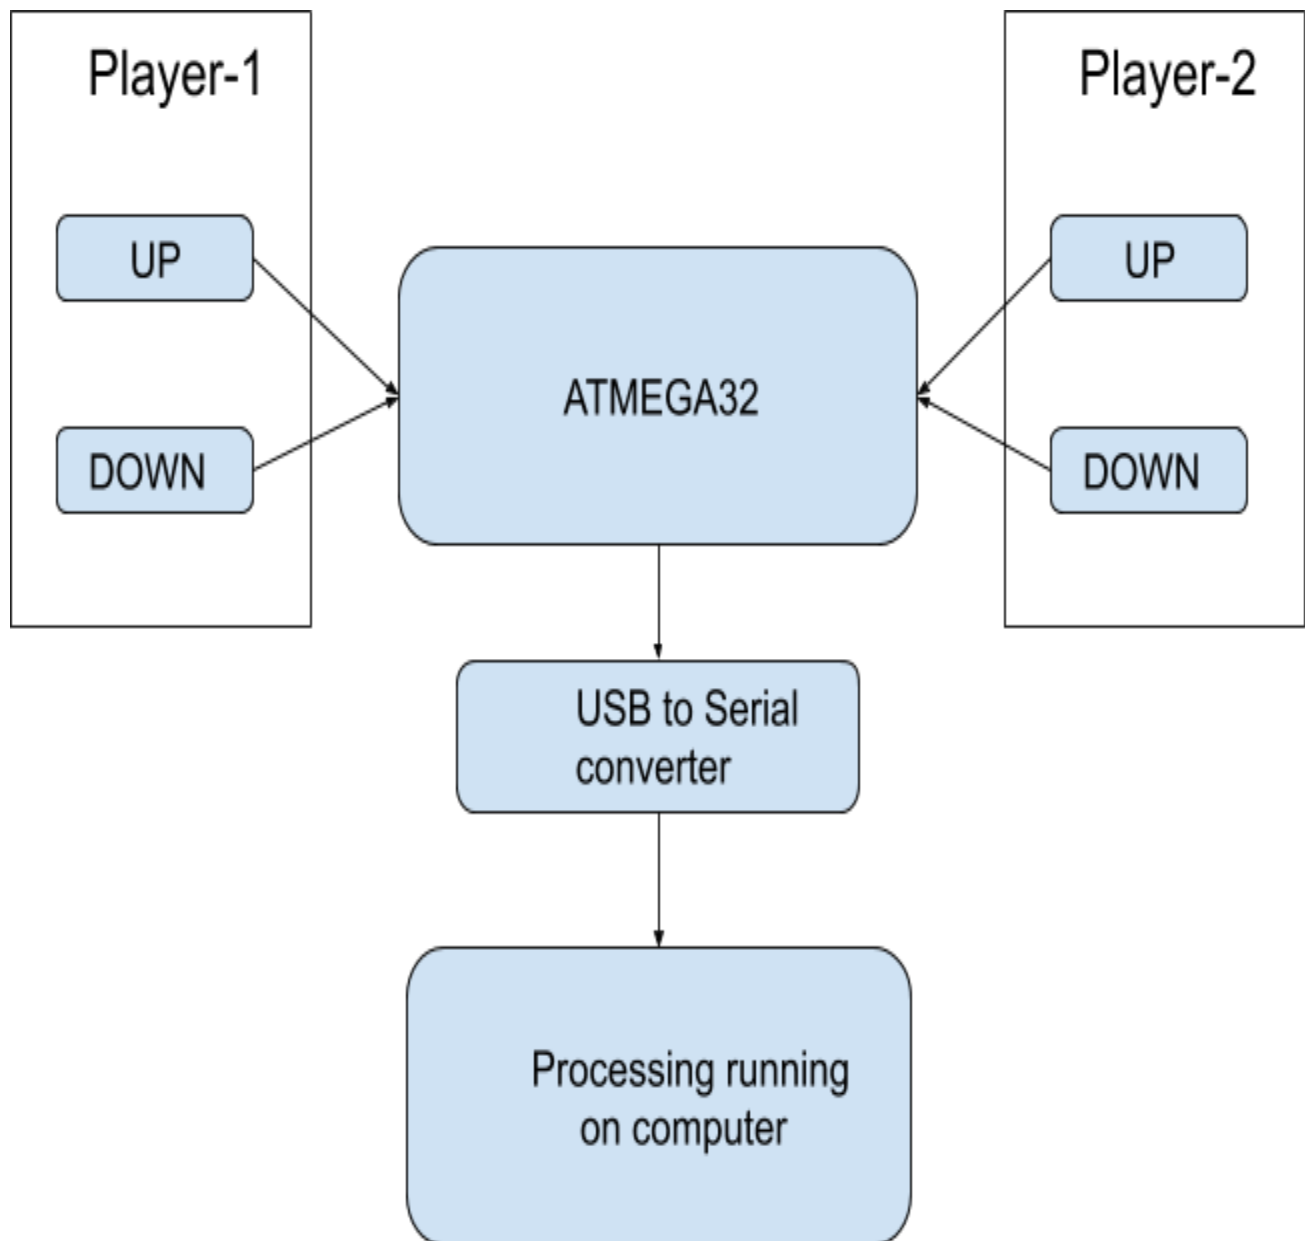 Player-1
Player-2
UP
UP
ATMEGA32
DOWN
DOWN
USB to Serial
converter
Processing running
on computer